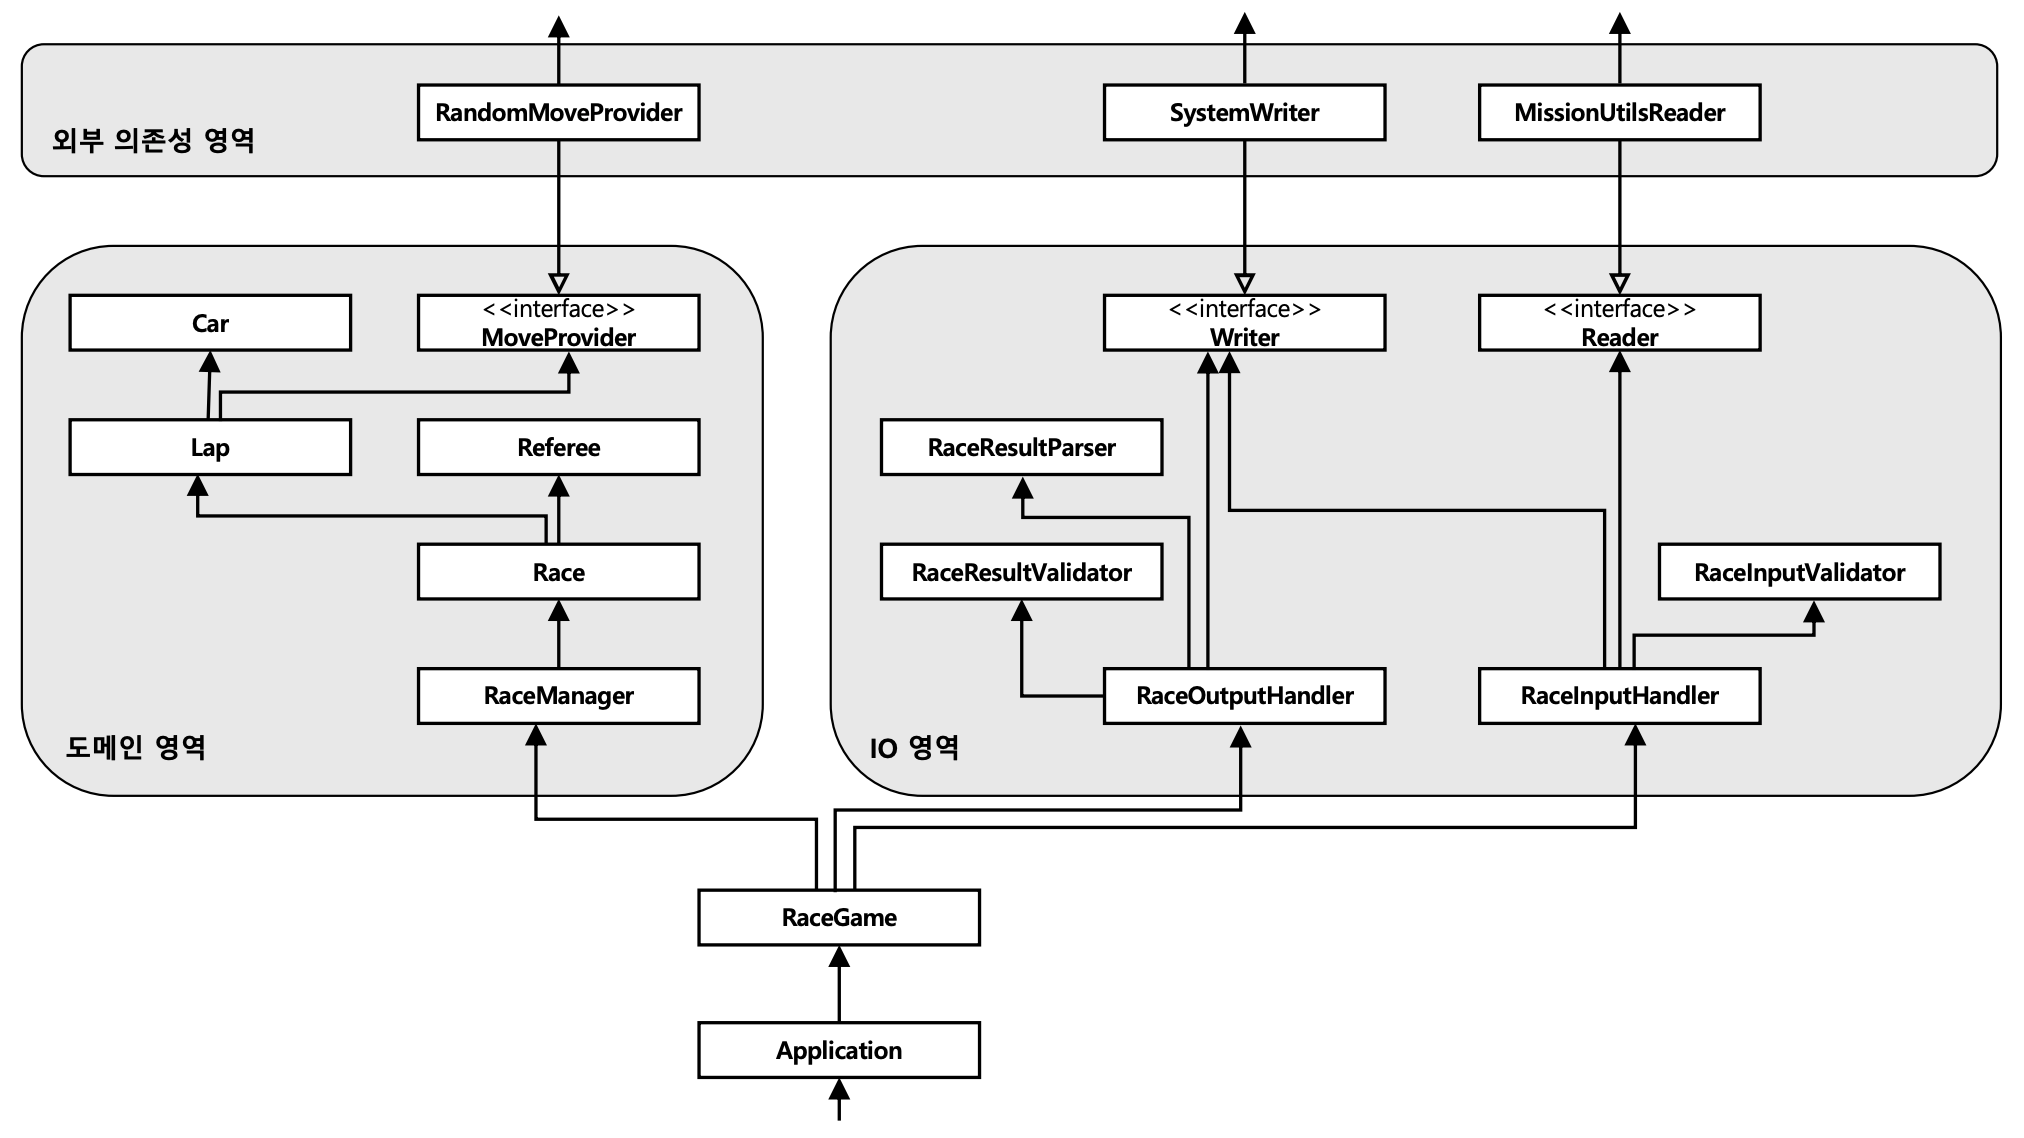 RandomMoveProvider
SystemWriter
MissionUtilsReader
외부 의존성 영역
Car
<<interface>>
MoveProvider
<<interface>>
Writer
<<interface>>
Reader
Lap
Referee
RaceResultParser
Race
RaceResultValidator
RaceInputValidator
RaceManager
RaceOutputHandler
RaceInputHandler
도메인 영역
IO 영역
RaceGame
Application